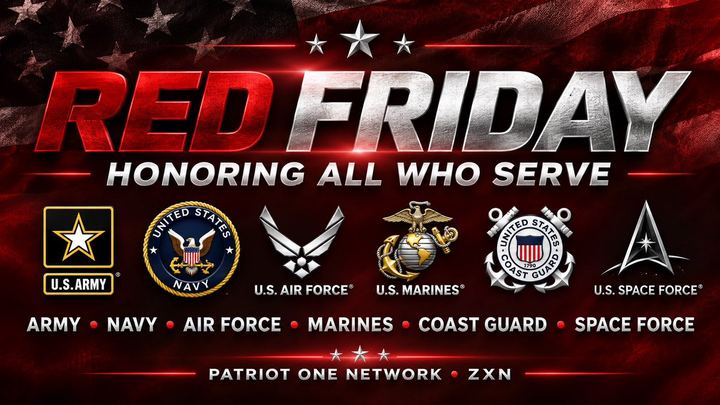 RED FRIDAY
HONORING ALL WHO SERVE
U.S. ARMY®
UNITED STATES NAVY
U.S. AIR FORCE®
U.S. MARINES®
UNITED STATES COAST GUARD 1790
U.S. SPACE FORCE®
ARMY • NAVY • AIR FORCE • MARINES • COAST GUARD • SPACE FORCE
PATRIOT ONE NETWORK • ZXN